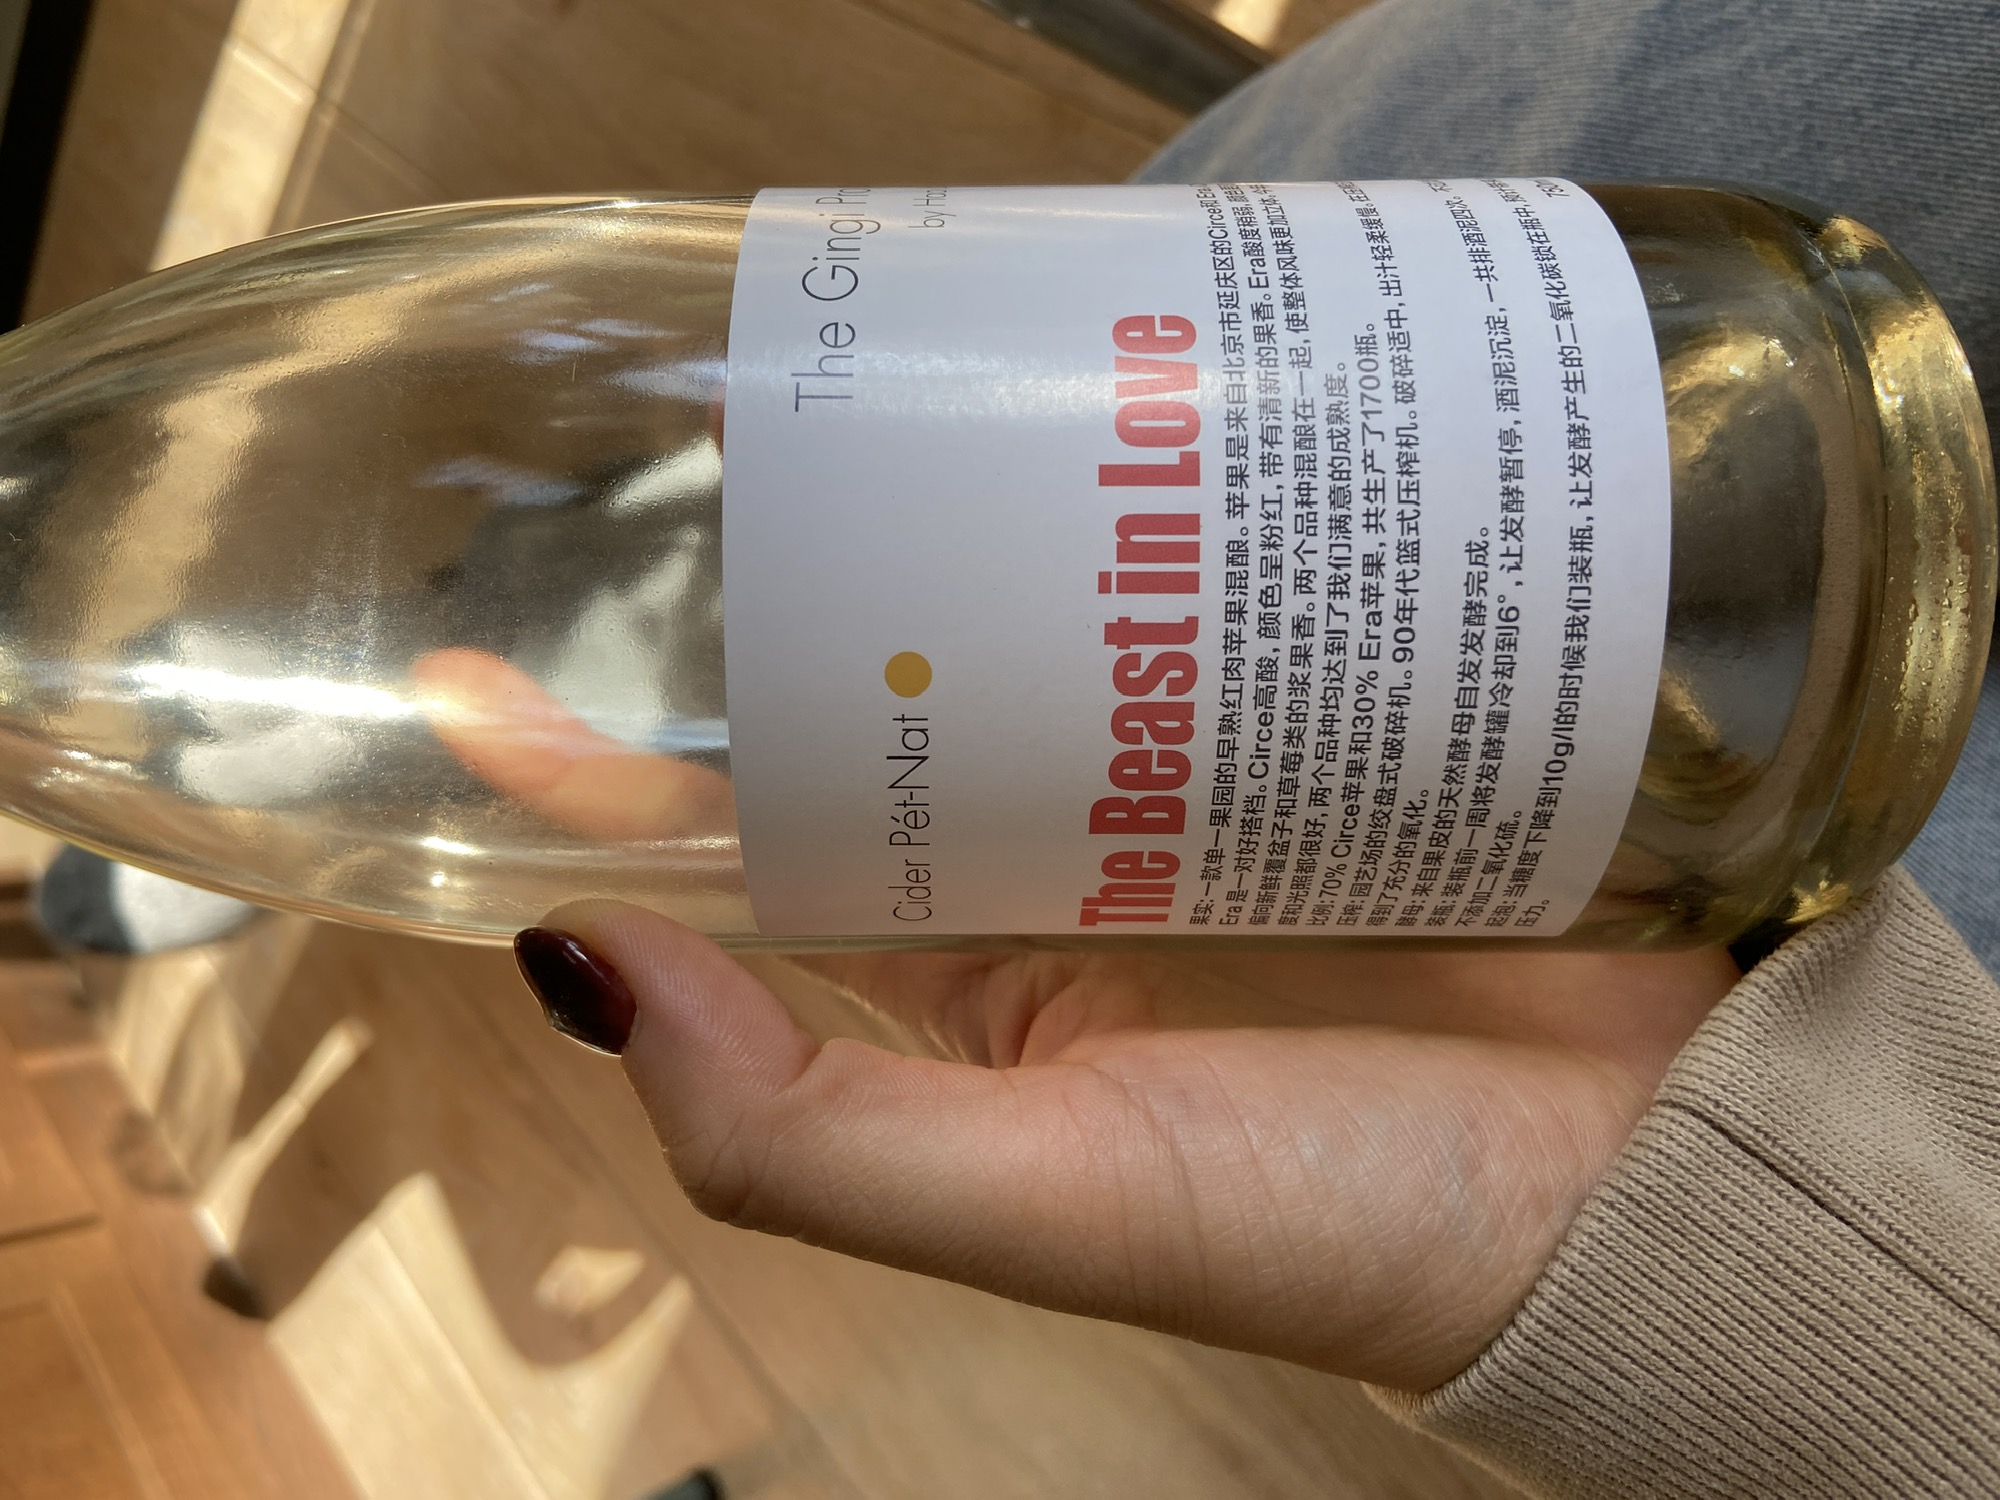 The Gingi
by
Cider Pét-Nat
The Beast in Love
果实: 一款单一果园的早熟红肉苹果混酿。苹果是来自北京市延庆区的Circe和
Era 是一对好搭档。Circe高酸, 颜色呈粉红, 带有清新的果香。Era酸度稍弱,
偏向新鲜覆盆子和草莓类的浆果香。两个品种混酿在一起, 使整体风味更加立体。
度和光照都很好, 两个品种均达到了我们满意的成熟度。
比例: 70% Circe苹果和30% Era苹果, 共生产了1700瓶。
压榨: 园艺场的绞盘式破碎机。90年代篮式压榨机。破碎适中, 出汁轻柔缓慢。
得到了充分的氧化。
酵母: 来自果皮的天然酵母自发发酵完成。
装瓶: 装瓶前一周将发酵罐冷却到6°, 让发酵暂停, 酒泥沉淀, 一共排酒泥四次。
不添加二氧化硫。
起泡: 当糖度下降到10g/l的时候我们装瓶, 让发酵产生的二氧化碳锁在瓶中,
压力。